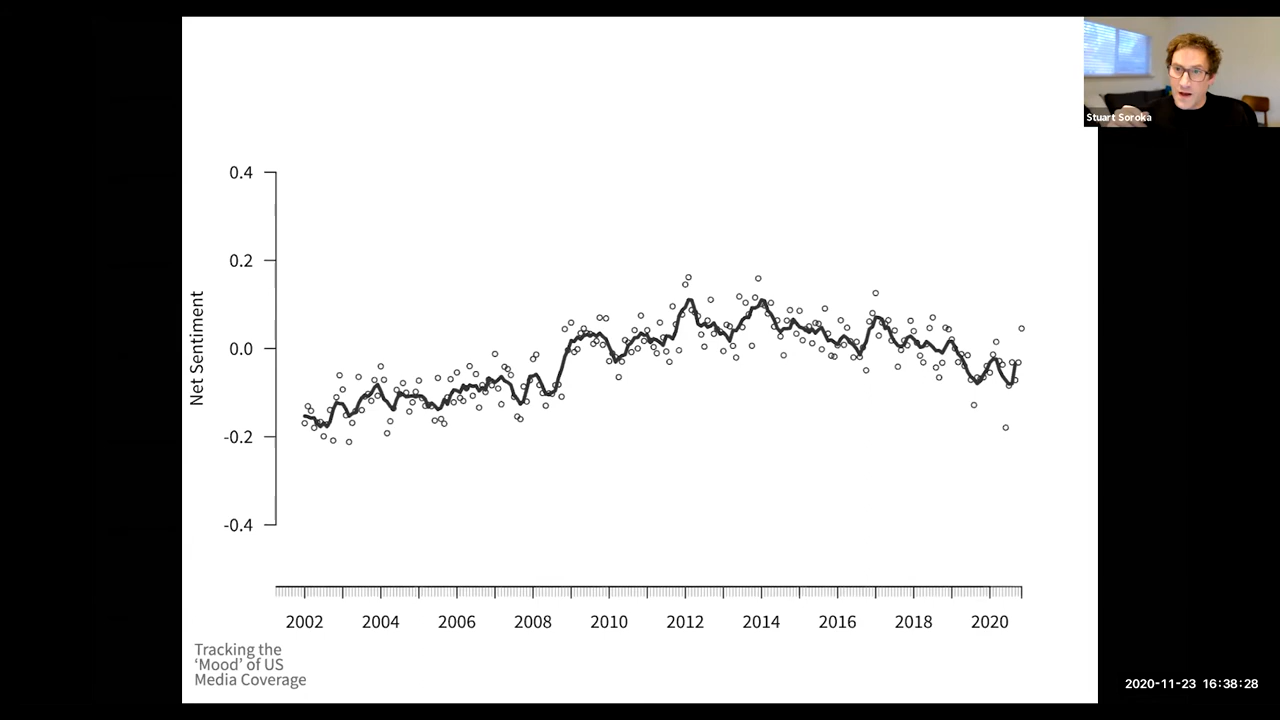 Stuart Soroka
0.4
0.2
0.0
-0.2
-0.4
Net Sentiment
2002 2004 2006 2008 2010 2012 2014 2016 2018 2020
Tracking the
‘Mood’ of US
Media Coverage
2020-11-23 16:38:28